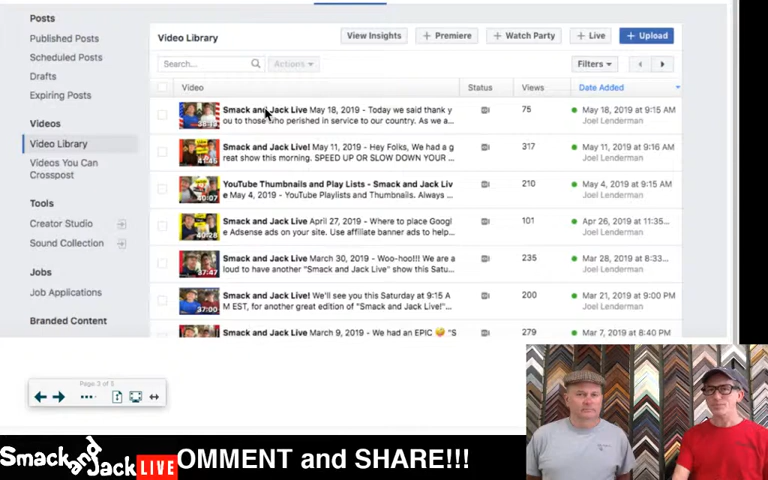 Posts
Published Posts
Scheduled Posts
Drafts
Expiring Posts
Videos
Video Library
Videos You Can
Crosspost
Tools
Creator Studio
Sound Collection
Jobs
Job Applications
Branded Content
Video Library
View Insights
+ Premiere
+ Watch Party
+ Live
+ Upload
Search...
Actions
Filters
Video Status Views Date Added
Smack and Jack Live May 18, 2019 - Today we said thank y
ou to those who perished in service to our country. As we a...
75
May 18, 2019 at 9:15 AM
Joel Lenderman
Smack and Jack Live! May 11, 2019 - Hey Folks, We had a g
reat show this morning. SPEED UP OR SLOW DOWN YOUR ...
41:45
317
May 11, 2019 at 9:16 AM
Joel Lenderman
YouTube Thumbnails and Play Lists - Smack and Jack Liv
e May 4, 2019 - YouTube Playlists and Thumbnails. Always ...
40:07
210
May 4, 2019 at 9:15 AM
Joel Lenderman
Smack and Jack Live! April 27, 2019 - Where to place Googl
e Adsense ads on your site. Use affiliate banner ads to help...
40:28
101
Apr 26, 2019 at 11:35...
Joel Lenderman
Smack and Jack Live! March 30, 2019 - Woo-hoo!!! We are a
loud to have another "Smack and Jack Live" show this Satu...
37:47
235
Mar 28, 2019 at 8:33...
Joel Lenderman
Smack and Jack Live! We'll see you this Saturday at 9:15 A
M EST, for another great episode of "Smack and Jack Live!"...
37:00
200
Mar 21, 2019 at 9:00 PM
Joel Lenderman
Smack and Jack Live March 9, 2019 - We had an EPIC 🤣 "S
279
Mar 7, 2019 at 8:40 PM
Page 3 of 5
Smack and Jack LIVE
OMMENT and SHARE!!!